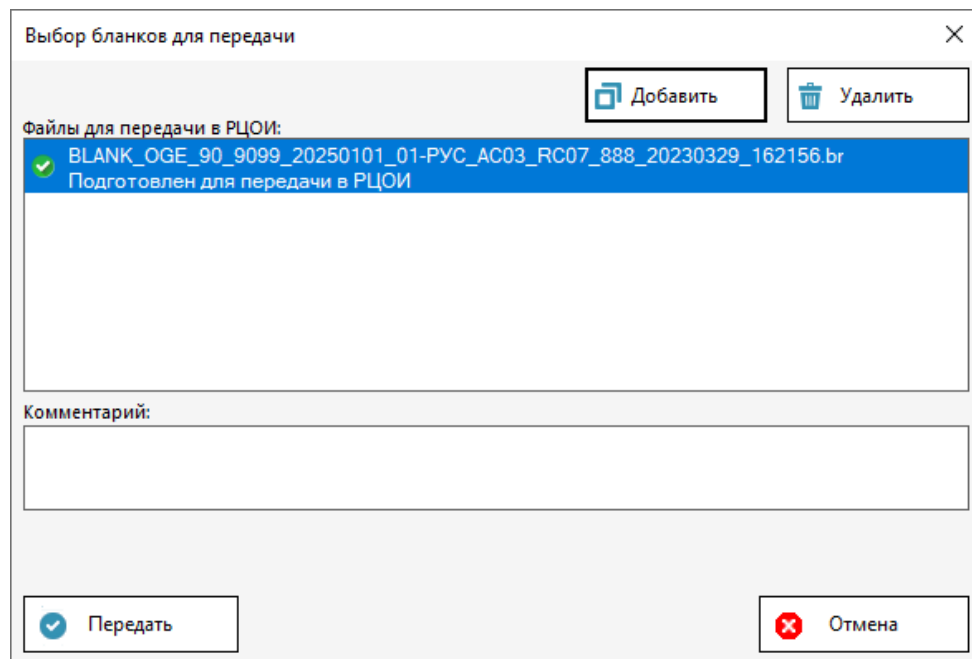 Выбор бланков для передачи
Добавить
Удалить
Файлы для передачи в РЦОИ:
BLANK_OGE_90_9099_20250101_01-РУС_AC03_RC07_888_20230329_162156.br
Подготовлен для передачи в РЦОИ
Комментарий:
Передать
Отмена